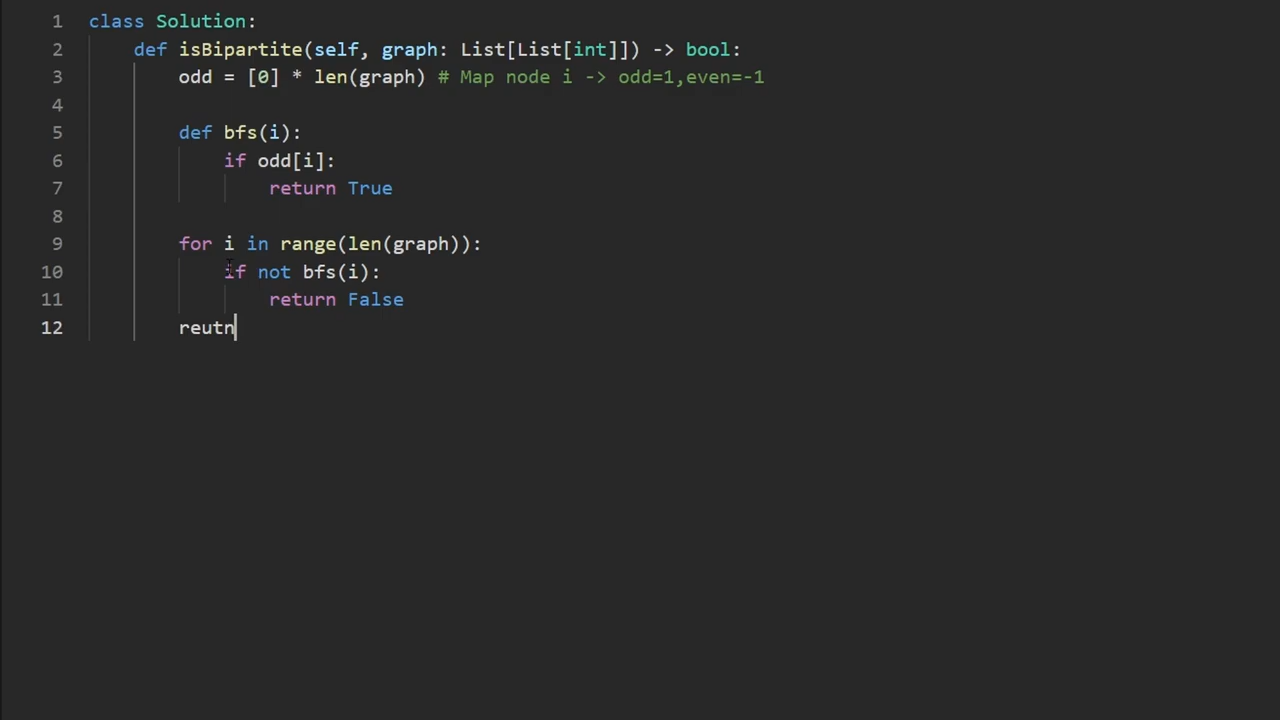 1 class Solution:
2 def isBipartite(self, graph: List[List[int]]) -> bool:
3 odd = [0] * len(graph) # Map node i -> odd=1,even=-1
4
5 def bfs(i):
6 if odd[i]:
7 return True
8
9 for i in range(len(graph)):
10 if not bfs(i):
11 return False
12 reutn